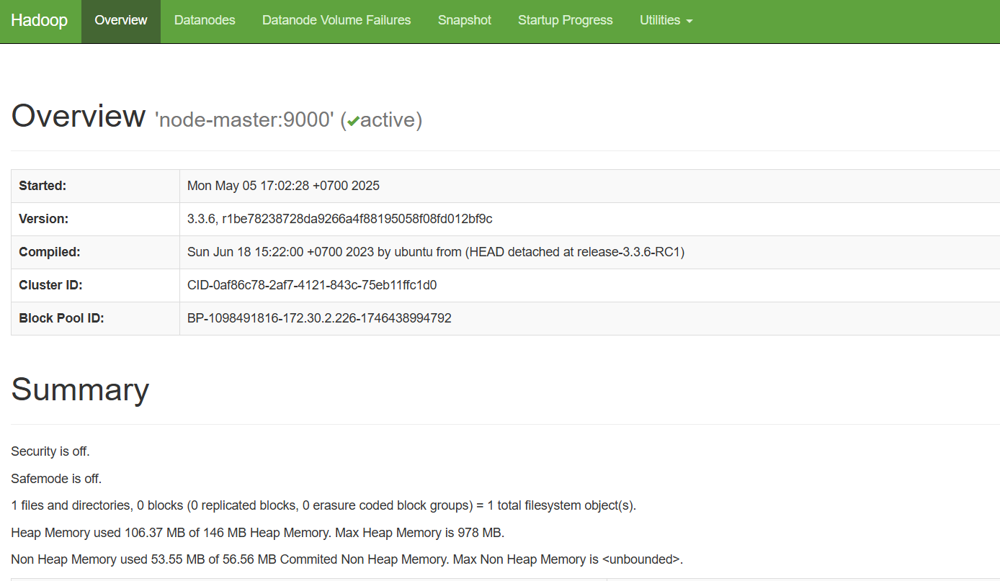 Hadoop Overview Datanodes Datanode Volume Failures Snapshot Startup Progress Utilities
Overview 'node-master:9000' (✔active)
Started: Mon May 05 17:02:28 +0700 2025
Version: 3.3.6, r1be78238728da9266a4f88195058f08fd012bf9c
Compiled: Sun Jun 18 15:22:00 +0700 2023 by ubuntu from (HEAD detached at release-3.3.6-RC1)
Cluster ID: CID-0af86c78-2af7-4121-843c-75eb11ffc1d0
Block Pool ID: BP-1098491816-172.30.2.226-1746438994792
Summary
Security is off.
Safemode is off.
1 files and directories, 0 blocks (0 replicated blocks, 0 erasure coded block groups) = 1 total filesystem object(s).
Heap Memory used 106.37 MB of 146 MB Heap Memory. Max Heap Memory is 978 MB.
Non Heap Memory used 53.55 MB of 56.56 MB Commited Non Heap Memory. Max Non Heap Memory is <unbounded>.